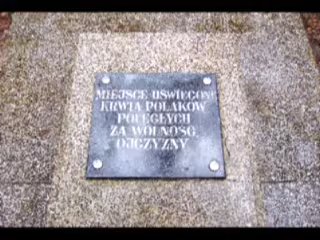 MIEJSCE UŚWIĘCONE
KRWIĄ POLAKÓW
POLEGŁYCH
ZA WOLNOŚĆ
OJCZYZNY